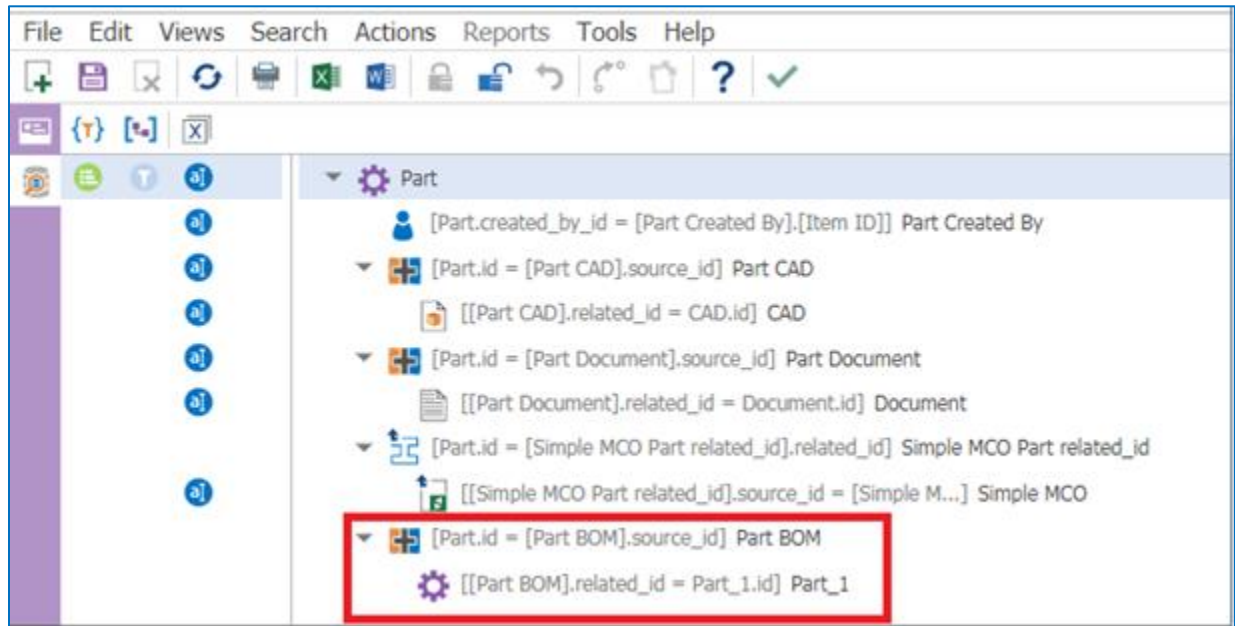 File Edit Views Search Actions Reports Tools Help
Part
[Part.created_by_id = [Part Created By].[Item ID]] Part Created By
[Part.id = [Part CAD].source_id] Part CAD
[[Part CAD].related_id = CAD.id] CAD
[Part.id = [Part Document].source_id] Part Document
[[Part Document].related_id = Document.id] Document
[Part.id = [Simple MCO Part related_id].related_id] Simple MCO Part related_id
[[Simple MCO Part related_id].source_id = [Simple M...] Simple MCO
[Part.id = [Part BOM].source_id] Part BOM
[[Part BOM].related_id = Part_1.id] Part_1